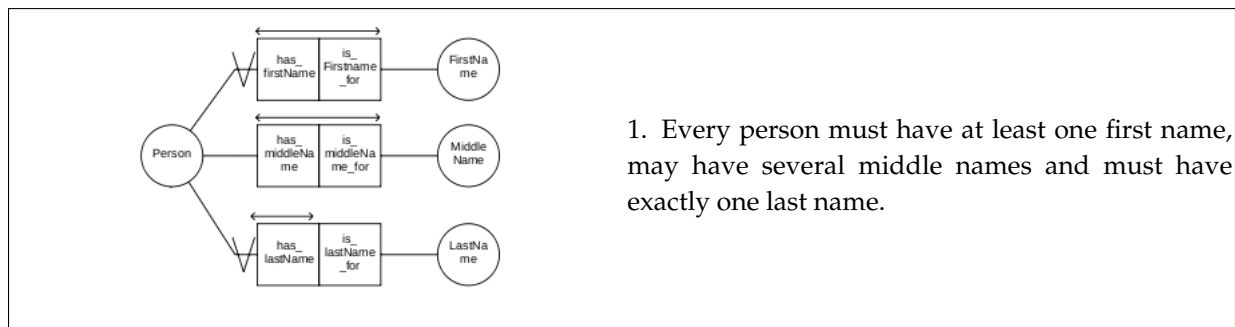 has_
firstName
is_
Firstname
_for
FirstNa
me
Person
has_
middleNa
me
is_
middleNa
me_for
Middle
Name
has_
lastName
is_
lastName
_for
LastNa
me
1. Every person must have at least one first name,
may have several middle names and must have
exactly one last name.